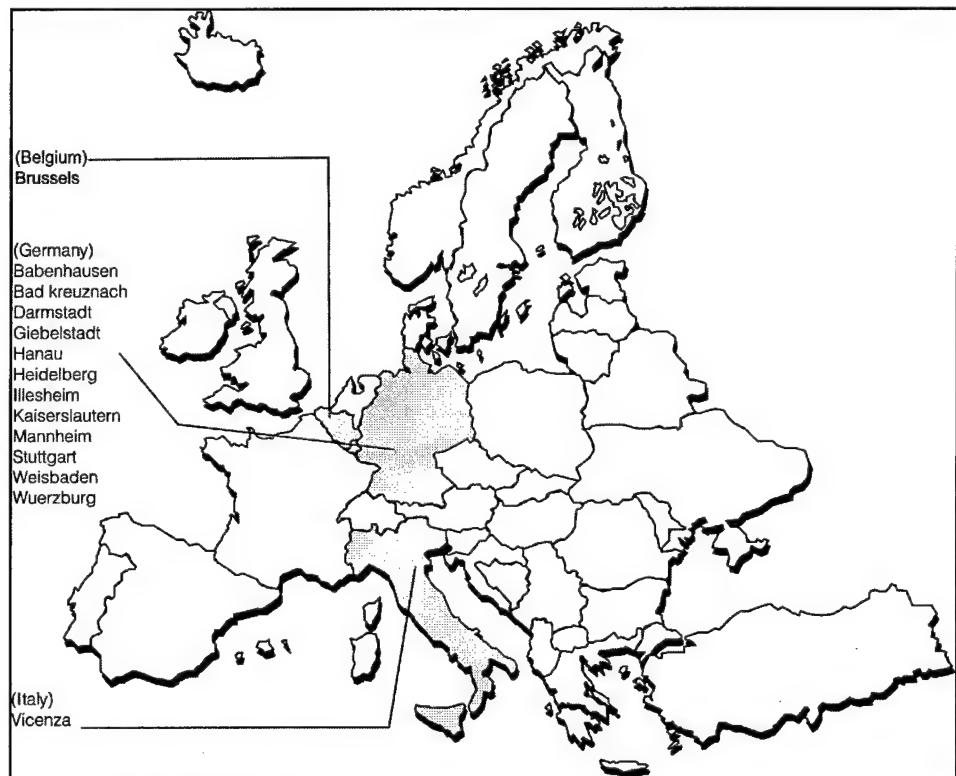 (Belgium)
Brussels
(Germany)
Babenhausen
Bad kreuznach
Darmstadt
Giebelstadt
Hanau
Heidelberg
Illesheim
Kaiserslautern
Mannheim
Stuttgart
Weisbaden
Wuerzburg
(Italy)
Vicenza